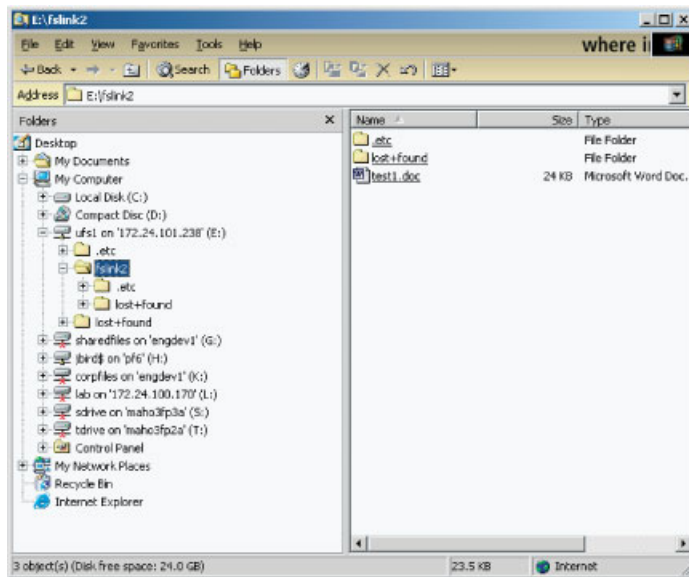 E:\fslink2
File Edit View Favorites Tools Help
where i
Back Search Folders
Address E:\fslink2
Folders
Desktop
My Documents
My Computer
Local Disk (C:)
Compact Disc (D:)
ufs1 on '172.24.101.238' (E:)
.etc
fslink2
.etc
lost+found
lost+found
sharedfiles on 'engdev1' (G:)
jbird$ on 'pf6' (H:)
corpfiles on 'engdev1' (K:)
lab on '172.24.100.170' (L:)
sdrive on 'maho3fp3a' (S:)
tdrive on 'maho3fp2a' (T:)
Control Panel
My Network Places
Recycle Bin
Internet Explorer
Name Size Type
.etc File Folder
lost+found File Folder
test1.doc 24 KB Microsoft Word Doc.
3 object(s) (Disk free space: 24.0 GB) 23.5 KB Internet